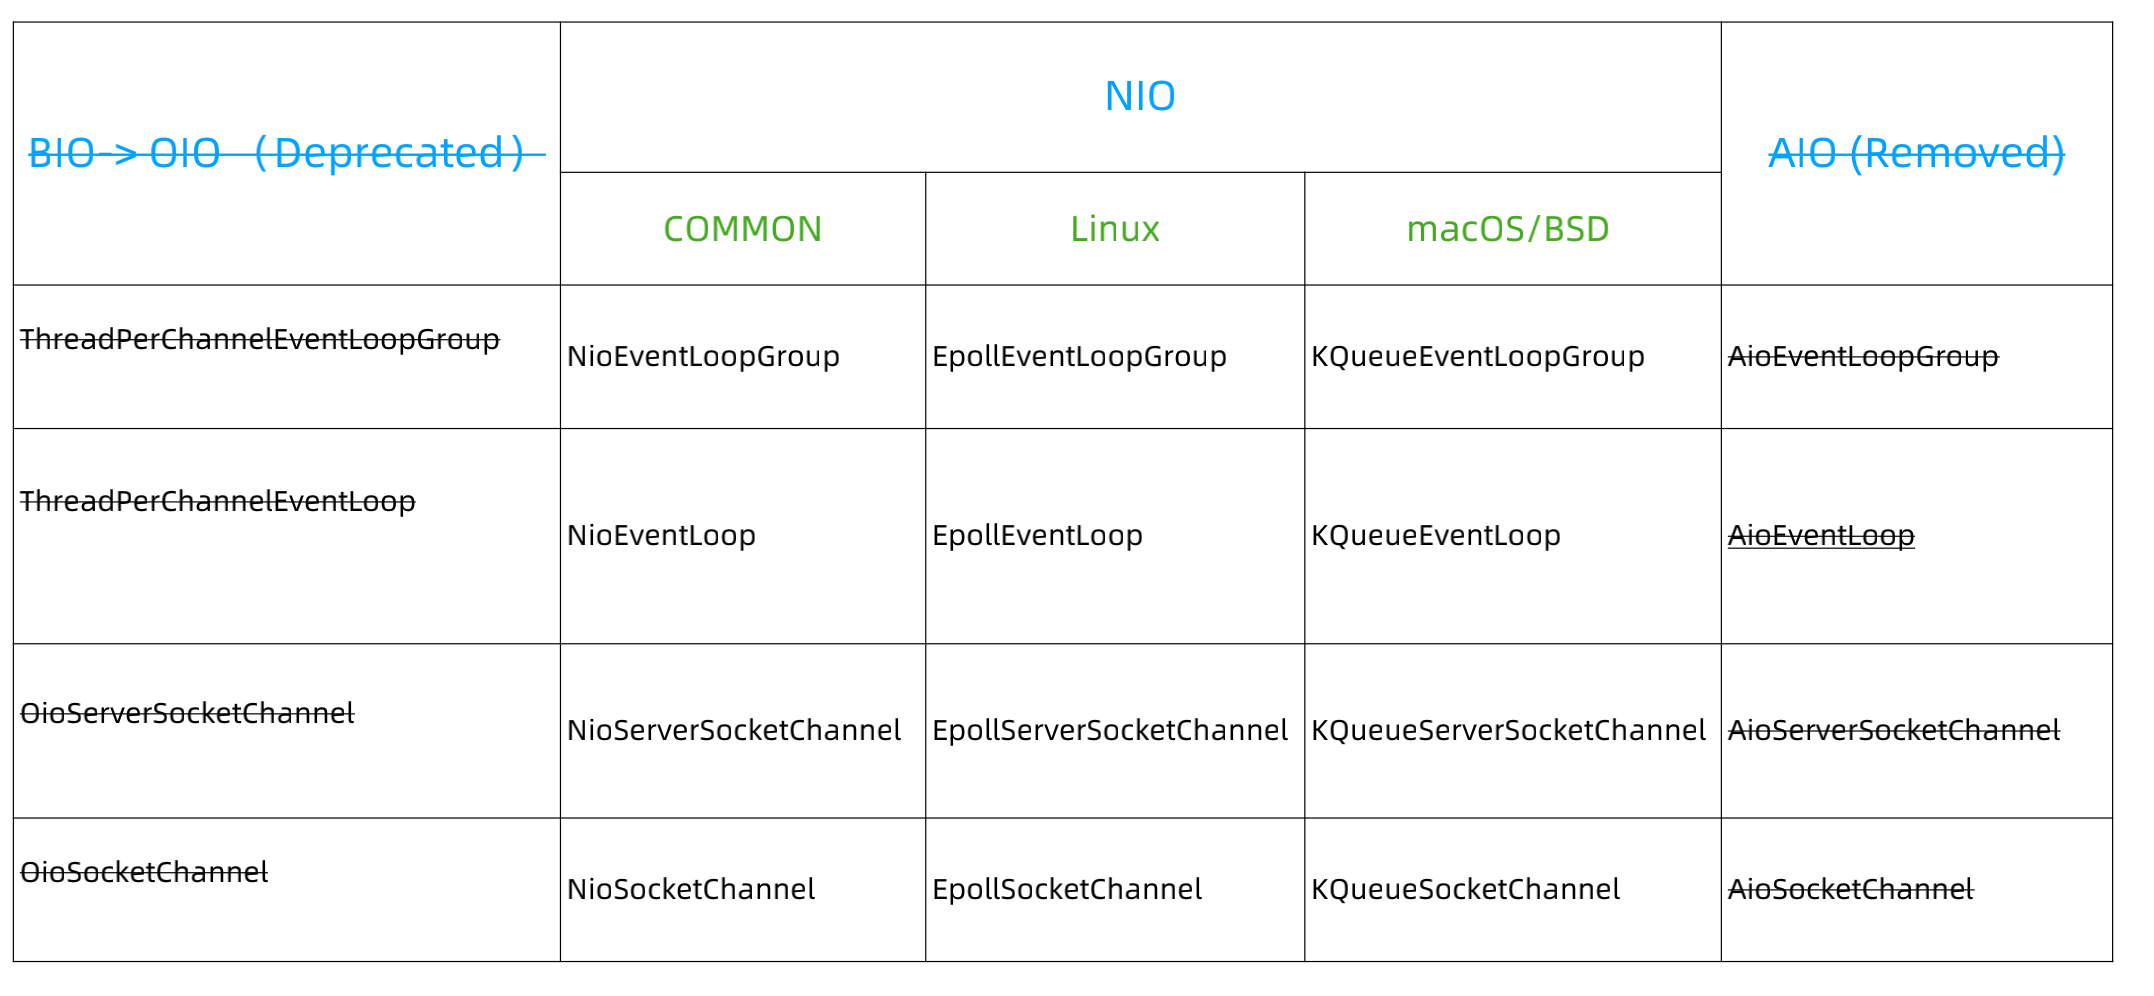 BIO-> OIO （Deprecated）
NIO
AIO (Removed)
COMMON
Linux
macOS/BSD
ThreadPerChannelEventLoopGroup
NioEventLoopGroup
EpollEventLoopGroup
KQueueEventLoopGroup
AioEventLoopGroup
ThreadPerChannelEventLoop
NioEventLoop
EpollEventLoop
KQueueEventLoop
AioEventLoop
OioServerSocketChannel
NioServerSocketChannel
EpollServerSocketChannel
KQueueServerSocketChannel
AioServerSocketChannel
OioSocketChannel
NioSocketChannel
EpollSocketChannel
KQueueSocketChannel
AioSocketChannel